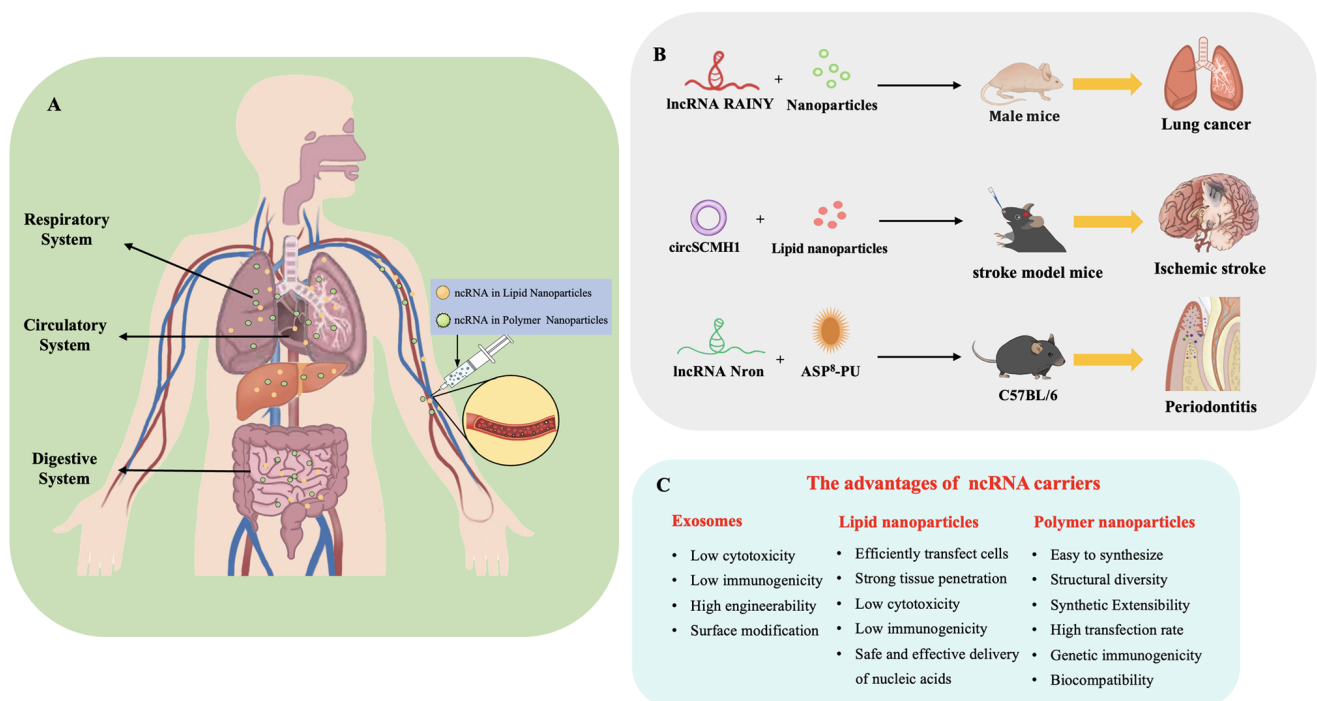 A
Respiratory
System
Circulatory
System
Digestive
System
ncRNA in Lipid Nanoparticles
ncRNA in Polymer Nanoparticles
B
lncRNA RAINY
+
Nanoparticles
Male mice
Lung cancer
circSCMH1
+
Lipid nanoparticles
stroke model mice
Ischemic stroke
lncRNA Nron
+
ASP⁸-PU
C57BL/6
Periodontitis
C
The advantages of ncRNA carriers
Exosomes
• Low cytotoxicity
• Low immunogenicity
• High engineerability
• Surface modification
Lipid nanoparticles
• Efficiently transfect cells
• Strong tissue penetration
• Low cytotoxicity
• Low immunogenicity
• Safe and effective delivery
of nucleic acids
Polymer nanoparticles
• Easy to synthesize
• Structural diversity
• Synthetic Extensibility
• High transfection rate
• Genetic immunogenicity
• Biocompatibility